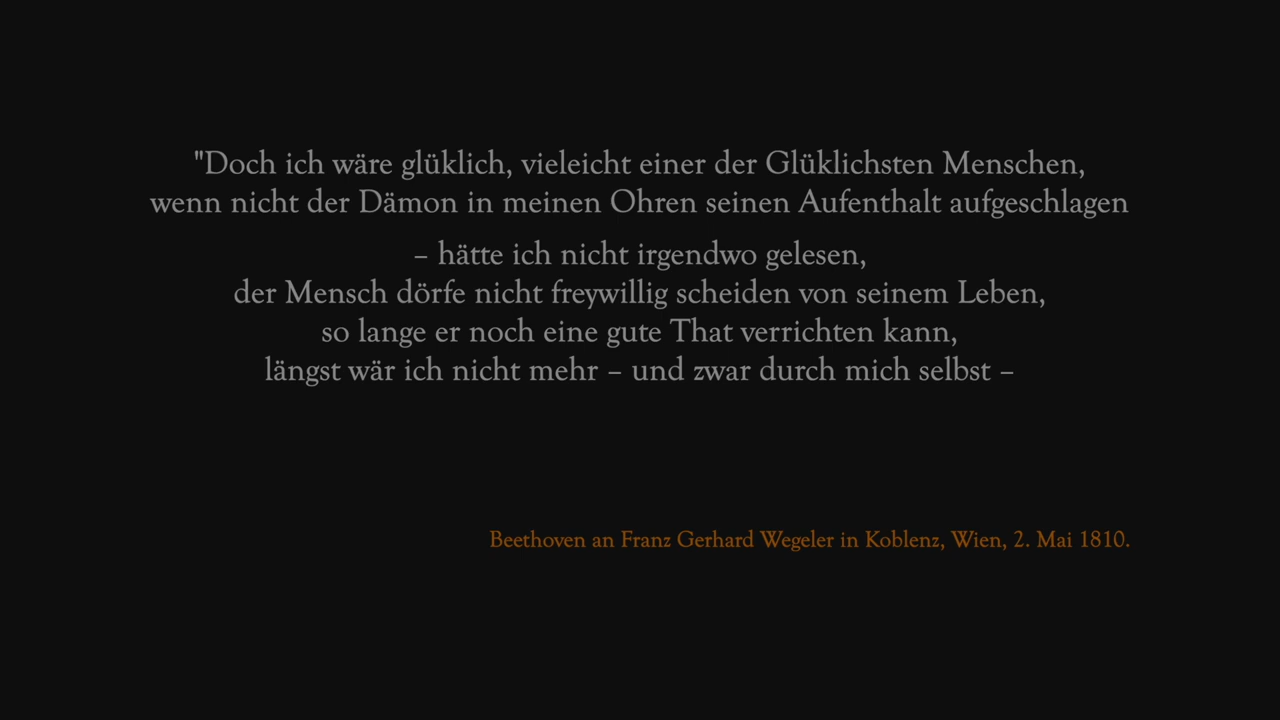 "Doch ich wäre glüklich, vieleicht einer der Glüklichsten Menschen,
wenn nicht der Dämon in meinen Ohren seinen Aufenthalt aufgeschlagen
– hätte ich nicht irgendwo gelesen,
der Mensch dörfe nicht freywillig scheiden von seinem Leben,
so lange er noch eine gute That verrichten kann,
längst wär ich nicht mehr – und zwar durch mich selbst –
Beethoven an Franz Gerhard Wegeler in Koblenz, Wien, 2. Mai 1810.